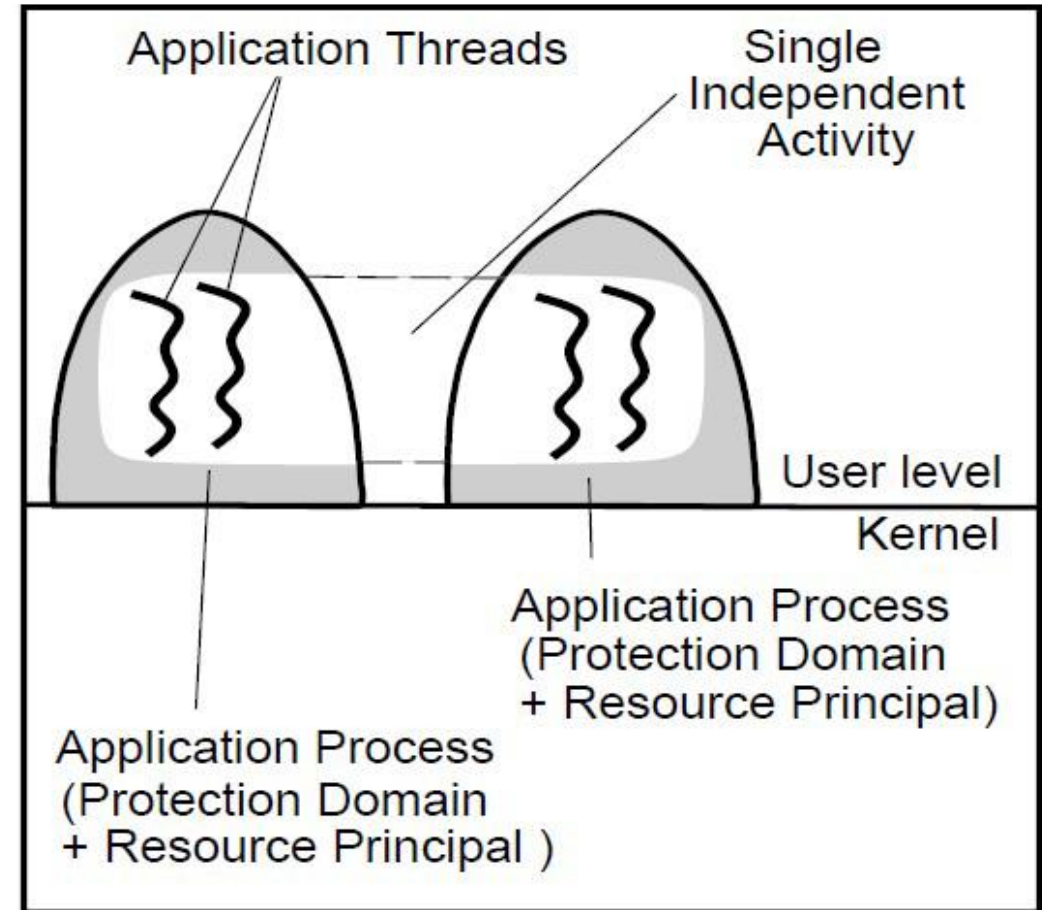 Application Threads
Single
Independent
Activity
User level
Kernel
Application Process
(Protection Domain
+ Resource Principal)
Application Process
(Protection Domain
+ Resource Principal )